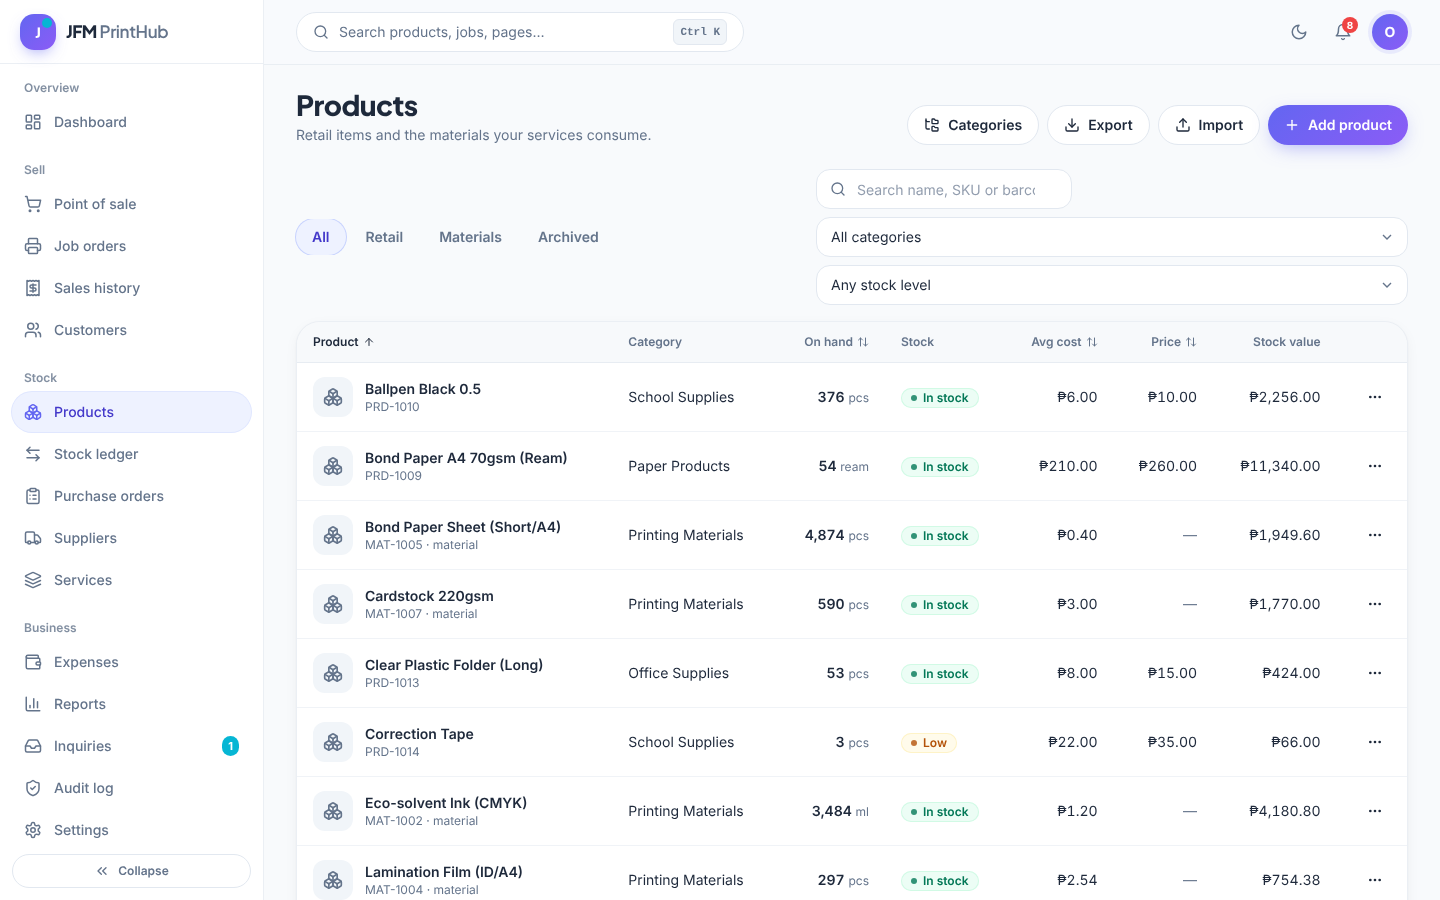 J JFM PrintHub
Search products, jobs, pages... Ctrl K
8
O
Overview
Dashboard
Sell
Point of sale
Job orders
Sales history
Customers
Stock
Products
Stock ledger
Purchase orders
Suppliers
Services
Business
Expenses
Reports
Inquiries 1
Audit log
Settings
Collapse
Products
Retail items and the materials your services consume.
Categories Export Import Add product
Search name, SKU or barc
All Retail Materials Archived
All categories
Any stock level
Product Category On hand Stock Avg cost Price Stock value
Ballpen Black 0.5
PRD-1010
School Supplies 376 pcs In stock ₱6.00 ₱10.00 ₱2,256.00
Bond Paper A4 70gsm (Ream)
PRD-1009
Paper Products 54 ream In stock ₱210.00 ₱260.00 ₱11,340.00
Bond Paper Sheet (Short/A4)
MAT-1005 · material
Printing Materials 4,874 pcs In stock ₱0.40 — ₱1,949.60
Cardstock 220gsm
MAT-1007 · material
Printing Materials 590 pcs In stock ₱3.00 — ₱1,770.00
Clear Plastic Folder (Long)
PRD-1013
Office Supplies 53 pcs In stock ₱8.00 ₱15.00 ₱424.00
Correction Tape
PRD-1014
School Supplies 3 pcs Low ₱22.00 ₱35.00 ₱66.00
Eco-solvent Ink (CMYK)
MAT-1002 · material
Printing Materials 3,484 ml In stock ₱1.20 — ₱4,180.80
Lamination Film (ID/A4)
MAT-1004 · material
Printing Materials 297 pcs In stock ₱2.54 — ₱754.38